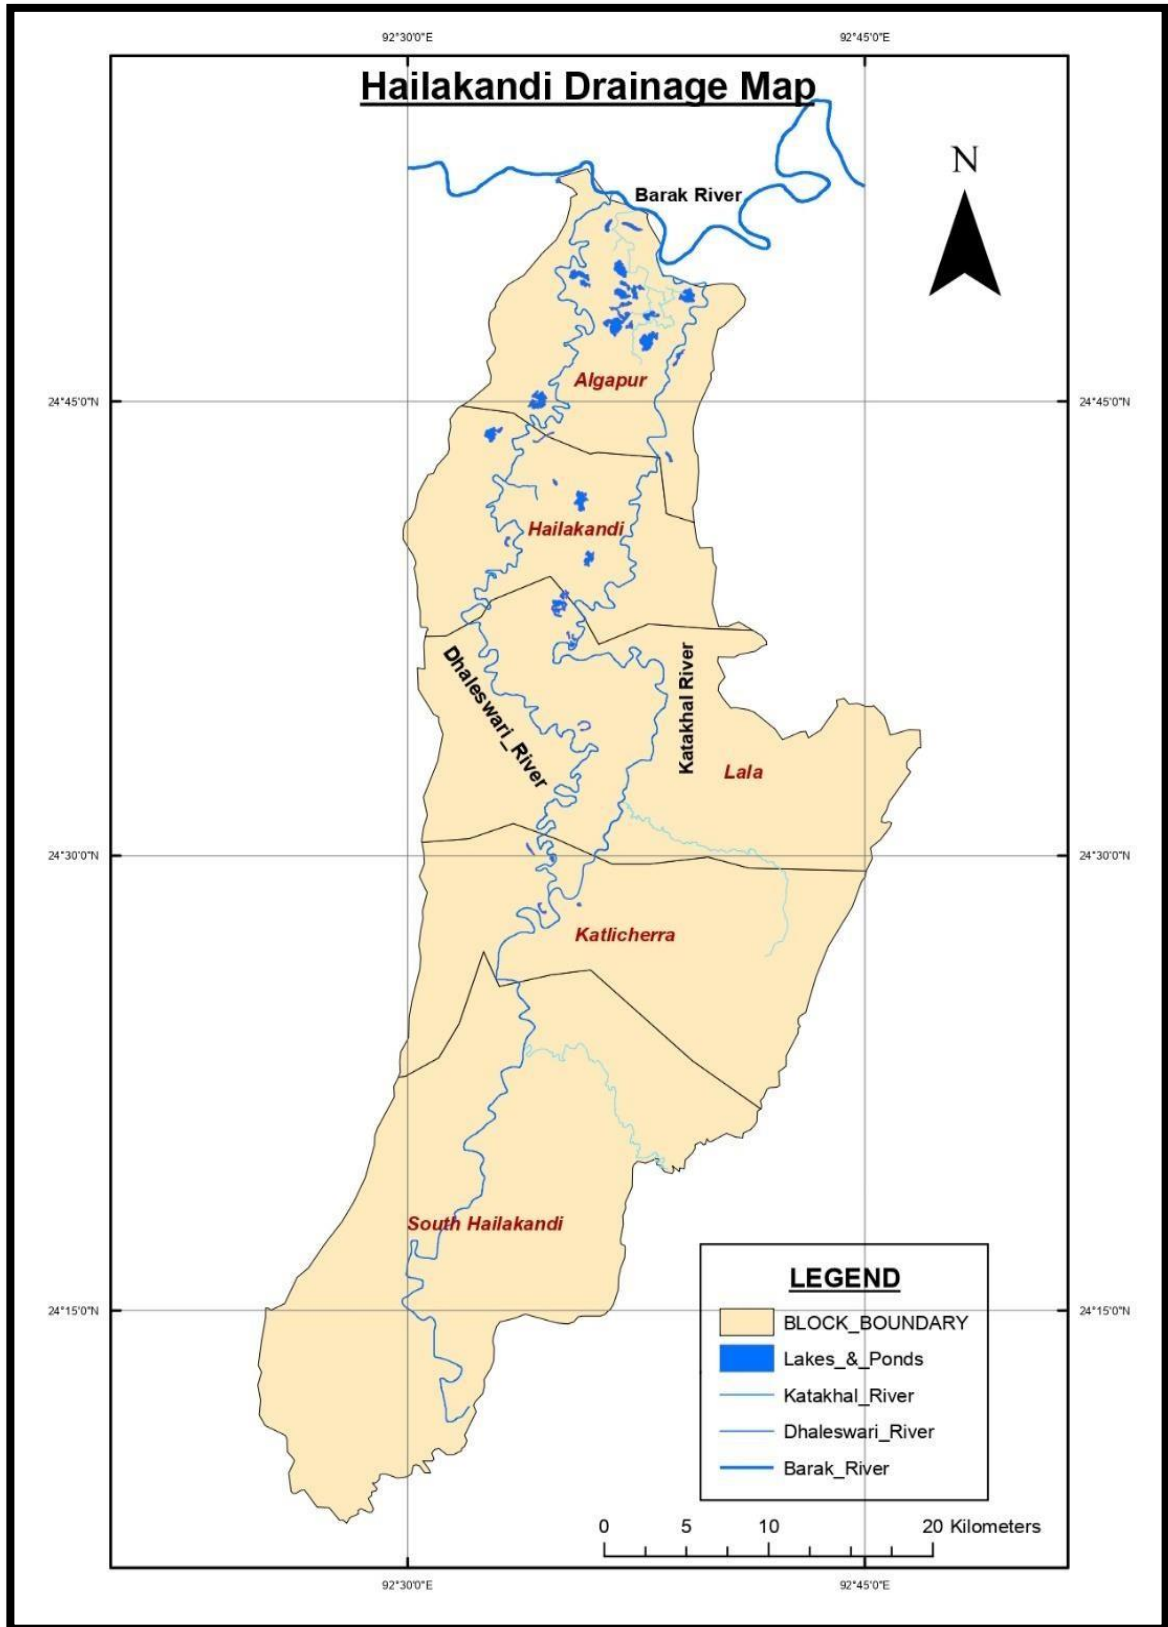 92°30'0"E 92°45'0"E
Hailakandi Drainage Map
N
Barak River
Algapur
24°45'0"N 24°45'0"N
Hailakandi
Dhaleswari_River
Katakhal River
Lala
24°30'0"N 24°30'0"N
Katlicherra
South Hailakandi
LEGEND
24°15'0"N 24°15'0"N
BLOCK_BOUNDARY
Lakes_&_Ponds
Katakhal_River
Dhaleswari_River
Barak_River
0 5 10 20 Kilometers
92°30'0"E 92°45'0"E